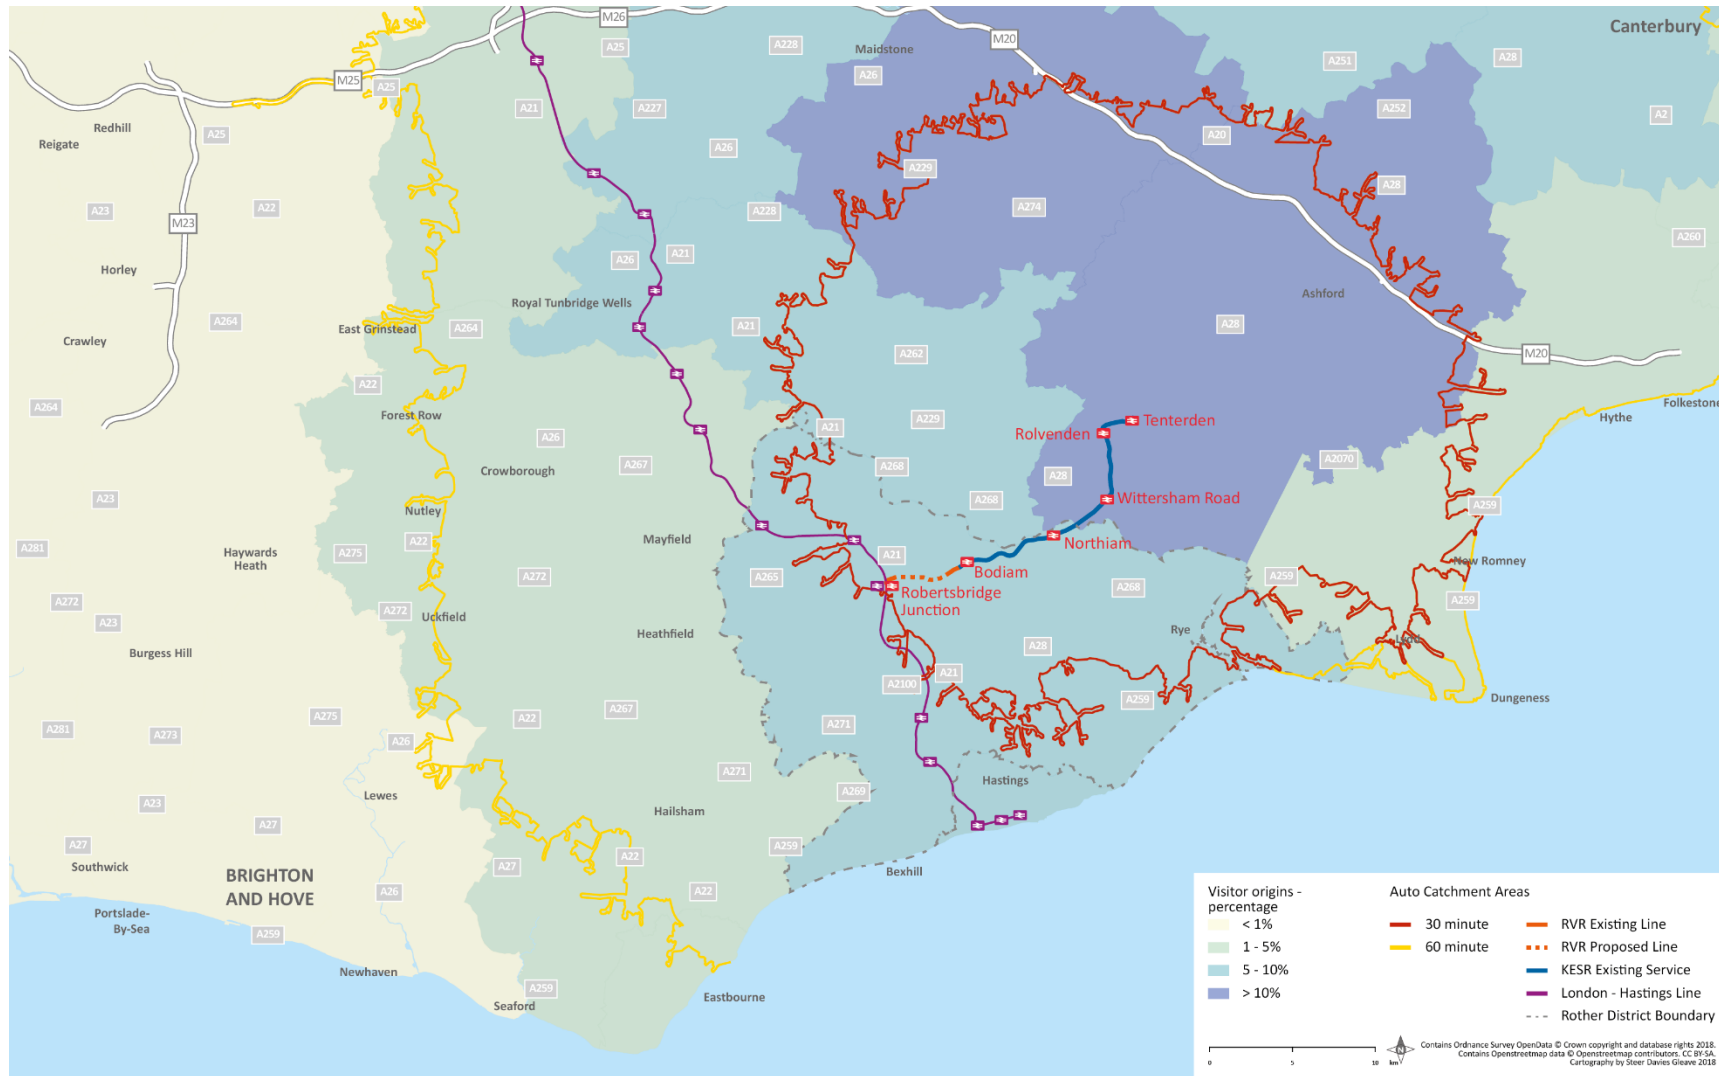 M26
A25
A228
Maidstone
M20
Canterbury
A28
A251
A26
M25
A25
A21
A227
A252
A2
Redhill
A25
Reigate
A26
A20
A229
A28
A23
A22
M23
A228
A274
A260
Horley
A26
A21
Royal Tunbridge Wells
Ashford
A264
East Grinstead
A264
A21
A28
Crawley
A262
M20
A22
A264
Forest Row
A229
Tenterden
Hythe
Folkestone
A21
Rolvenden
A26
Crowborough
A267
A268
A28
A2070
A23
Nutley
A268
Wittersham Road
A259
A281
Haywards
Heath
A275
A22
Mayfield
Northiam
A21
New Romney
A272
A265
Bodiam
A268
A259
A272
A23
A272
Uckfield
Robertsbridge
Junction
A259
Heathfield
Rye
Lydd
Burgess Hill
A28
A21
A2100
A259
Dungeness
A281
A273
A275
A22
A267
A271
A26
A271
Hastings
Lewes
A23
Hailsham
A269
A27
A27
A259
Southwick
BRIGHTON
AND HOVE
A27
A22
Bexhill
A26
A22
Portslade-
By-Sea
A259
Newhaven
A259
Seaford
Eastbourne
Visitor origins -
percentage
< 1%
1 - 5%
5 - 10%
> 10%
Auto Catchment Areas
30 minute
60 minute
RVR Existing Line
RVR Proposed Line
KESR Existing Service
London - Hastings Line
Rother District Boundary
0
5
10
km
N
Contains Ordnance Survey OpenData © Crown copyright and database rights 2018.
Contains Openstreetmap data © Openstreetmap contributors. CC BY-SA.
Cartography by Steer Davies Gleave 2018